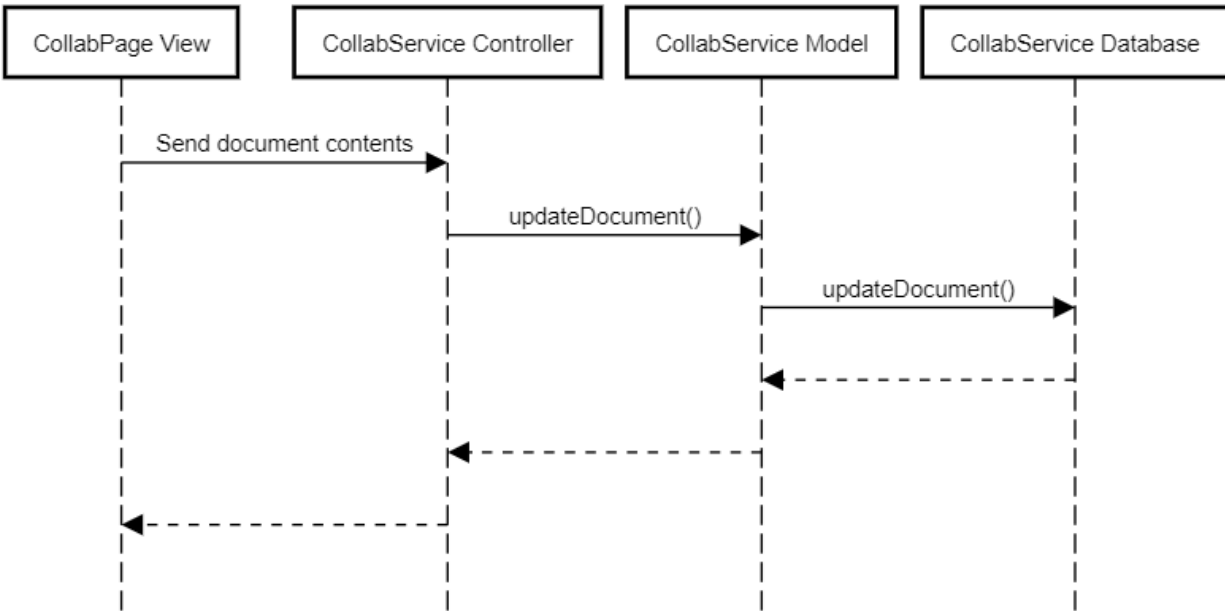 CollabPage View
CollabService Controller
CollabService Model
CollabService Database
Send document contents
updateDocument()
updateDocument()